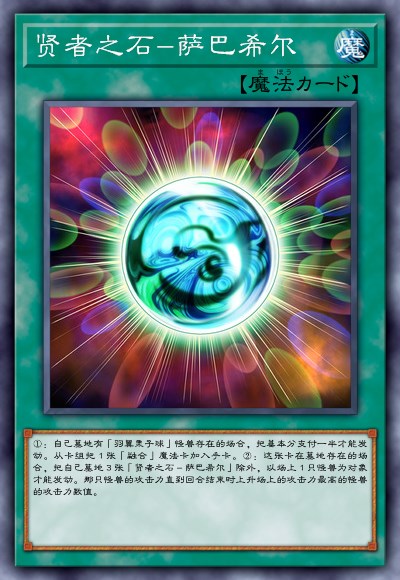 贤者之石-萨巴希尔
魔
【魔法カード】
①:自己墓地有「羽翼栗子球」怪兽存在的场合,把基本分支付一半才能发
动。从卡组把1张「融合」魔法卡加入手卡。②:这张卡在墓地存在的场
合,把自己墓地3张「贤者之石-萨巴希尔」除外,以场上1只怪兽为对象
才能发动。那只怪兽的攻击力直到回合结束时上升场上的攻击力最高的怪兽
的攻击力数值。